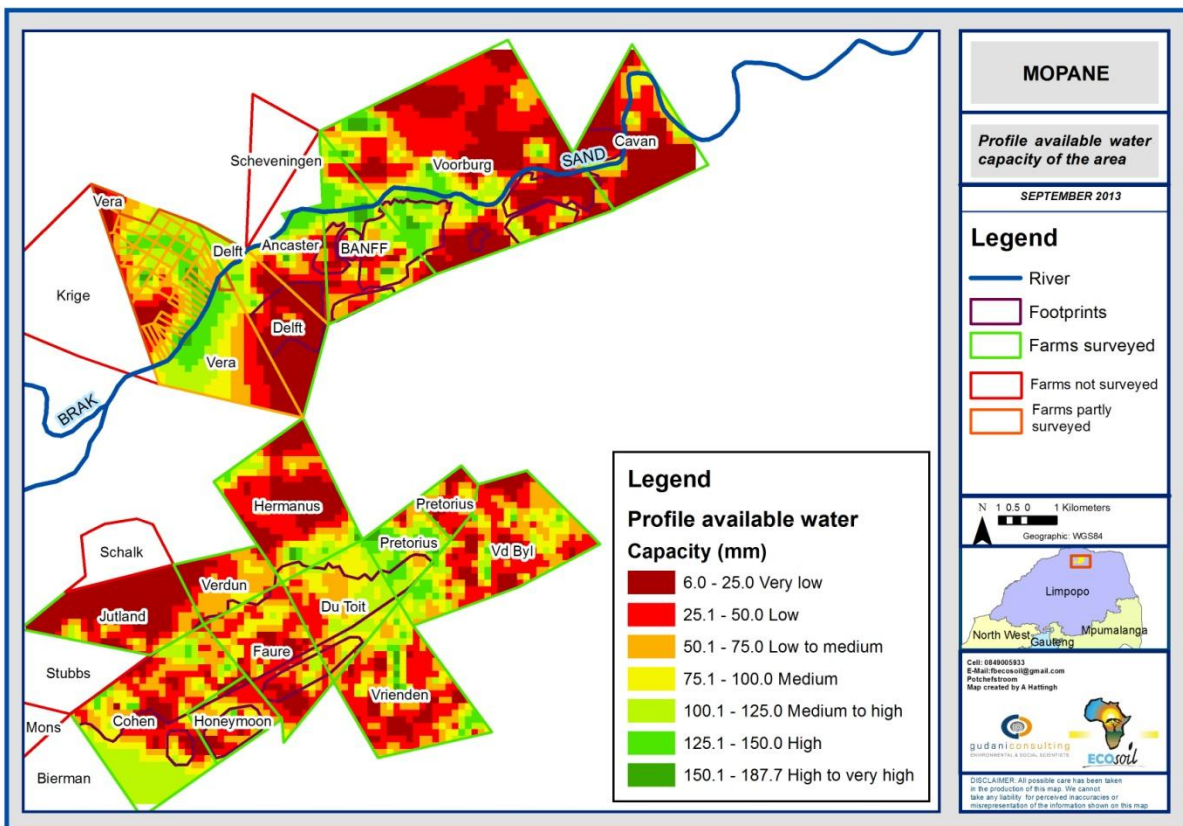 MOPANE
Profile available water
capacity of the area
SEPTEMBER 2013
Legend
River
Footprints
Farms surveyed
Farms not surveyed
Farms partly
surveyed
N 1 0.5 0 1 Kilometers
Geographic: WGS84
Limpopo
North West
Gauteng
Mpumalanga
Cell: 0849005933
E-Mail:fbecosoil@gmail.com
Potchefstroom
Map created by A Hattingh
gudaniconsulting
ENVIRONMENTAL & SOCIAL SCIENTISTS
ECOsoil
DISCLAIMER: All possible care has been taken
in the production of this map. We cannot
take any liability for perceived inaccuracies or
misrepresentation of the information shown on this map
Scheveningen
Voorburg
SAND
Cavan
Vera
Delft
Ancaster
BANFF
Krige
Delft
Vera
BRAK
Hermanus
Pretorius
Pretorius
Vd Byl
Schalk
Verdun
Du Toit
Jutland
Faure
Stubbs
Vrienden
Cohen
Honeymoon
Mons
Bierman
Legend
Profile available water
Capacity (mm)
6.0 - 25.0 Very low
25.1 - 50.0 Low
50.1 - 75.0 Low to medium
75.1 - 100.0 Medium
100.1 - 125.0 Medium to high
125.1 - 150.0 High
150.1 - 187.7 High to very high